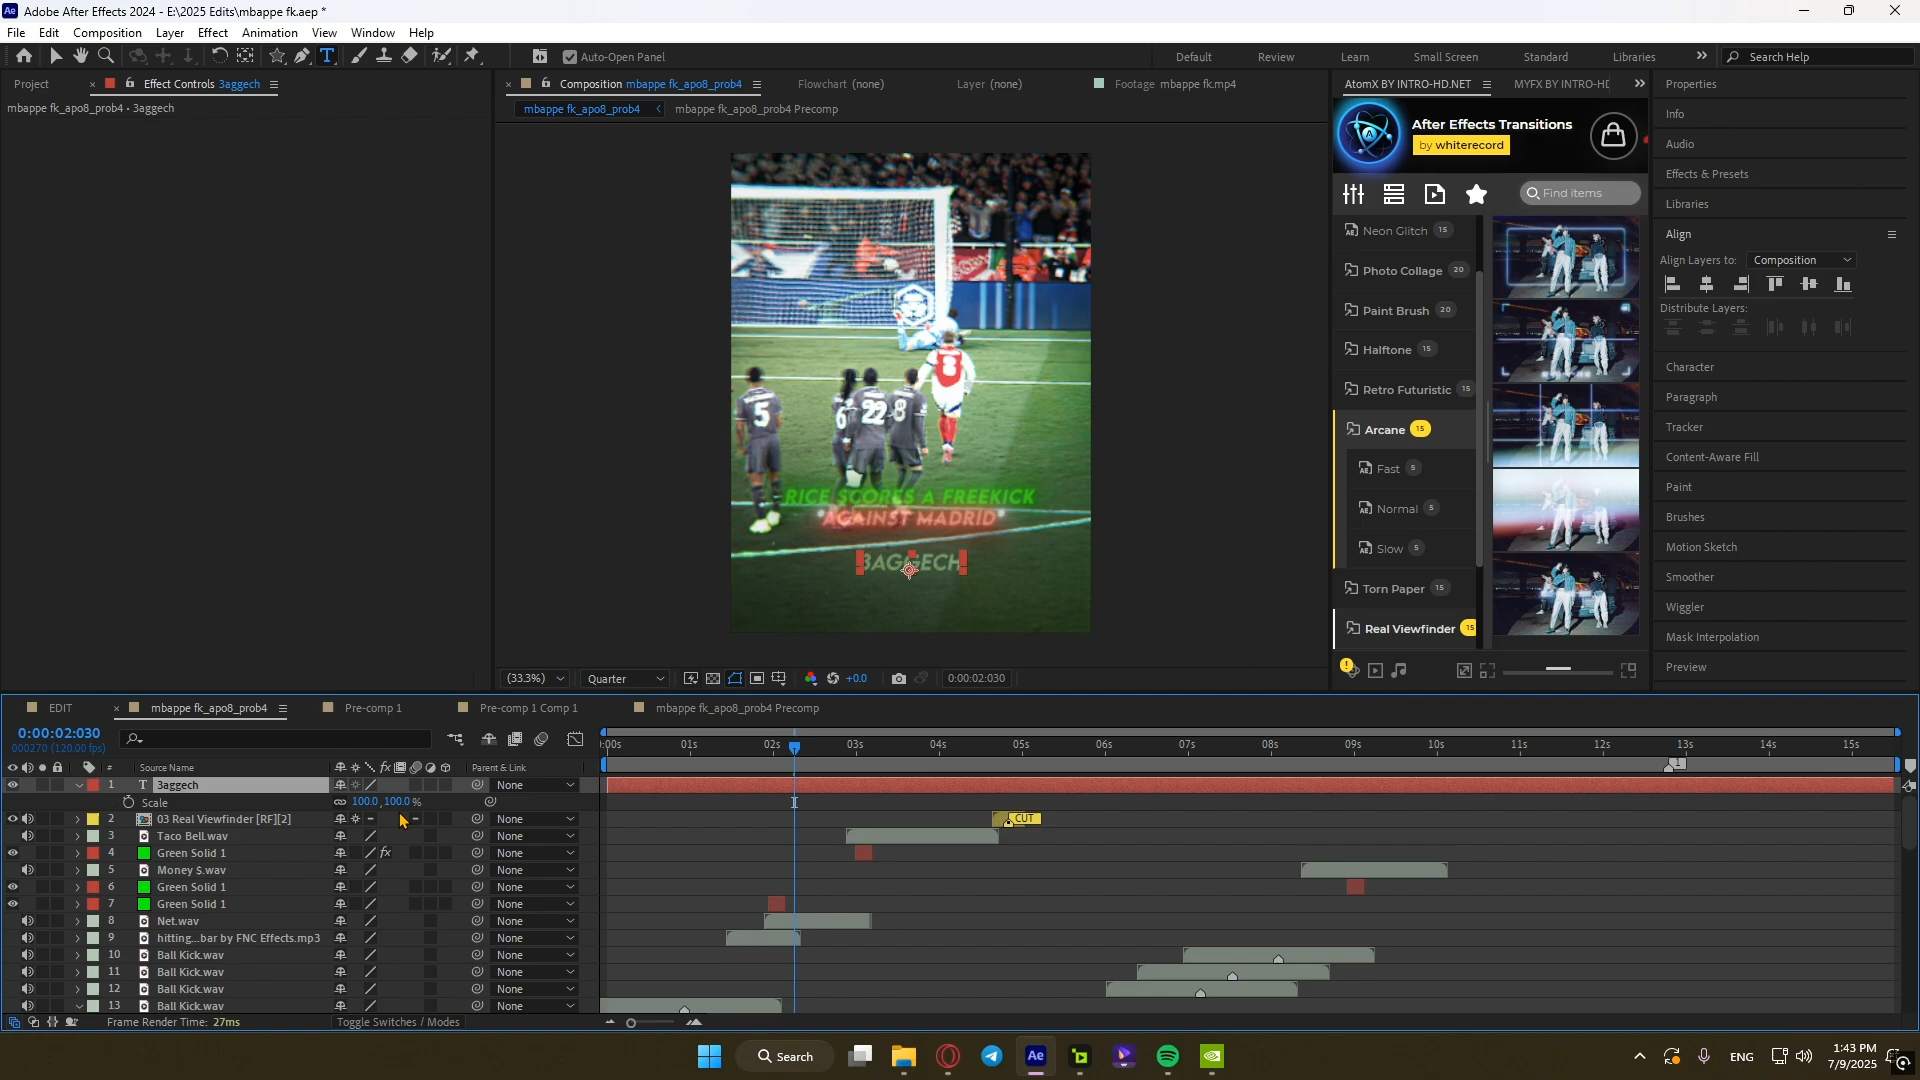 Adobe After Effects 2024 - E:\2025 Edits\mbappe fk.aep *
File Edit Composition Layer Effect Animation View Window Help
Auto-Open Panel
Default Review Learn Small Screen Standard Libraries Search Help
Project Effect Controls 3aggech
mbappe fk_apo8_prob4 • 3aggech
Composition mbappe fk_apo8_prob4 Flowchart (none) Layer (none) Footage mbappe fk.mp4
mbappe fk_apo8_prob4 mbappe fk_apo8_prob4 Precomp
5
6
22
8
8
RICE SCORES A FREEKICK
AGAINST MADRID
3AGGECH
(33.3%) Quarter +0.0 0:00:02:030
AtomX BY INTRO-HD.NET MYFX BY INTRO-HD
After Effects Transitions
by whiterecord
Find items
Neon Glitch 15
Photo Collage 20
Paint Brush 20
Halftone 15
Retro Futuristic 15
Arcane 15
Fast 5
Normal 5
Slow 5
Torn Paper 15
Real Viewfinder 15
Properties
Info
Audio
Effects & Presets
Libraries
Align
Align Layers to: Composition
Distribute Layers:
Character
Paragraph
Tracker
Content-Aware Fill
Paint
Brushes
Motion Sketch
Smoother
Wiggler
Mask Interpolation
Preview
EDIT mbappe fk_apo8_prob4 Pre-comp 1 Pre-comp 1 Comp 1 mbappe fk_apo8_prob4 Precomp
0:00:02:030
000270 (120.00 fps)
:00s 01s 02s 03s 04s 05s 06s 07s 08s 09s 10s 11s 12s 13s 14s 15s
# Source Name Parent & Link
1
1 T 3aggech None
Scale 100.0, 100.0 %
2 03 Real Viewfinder [RF][2] None CUT
3 Taco Bell.wav None
4 Green Solid 1 fx None
5 Money $.wav None
6 Green Solid 1 None
7 Green Solid 1 None
8 Net.wav None
9 hitting...bar by FNC Effects.mp3 None
10 Ball Kick.wav None
11 Ball Kick.wav None
12 Ball Kick.wav None
13 Ball Kick.wav None
Frame Render Time: 27ms Toggle Switches / Modes
Search
Ae
ENG
1:43 PM
7/9/2025